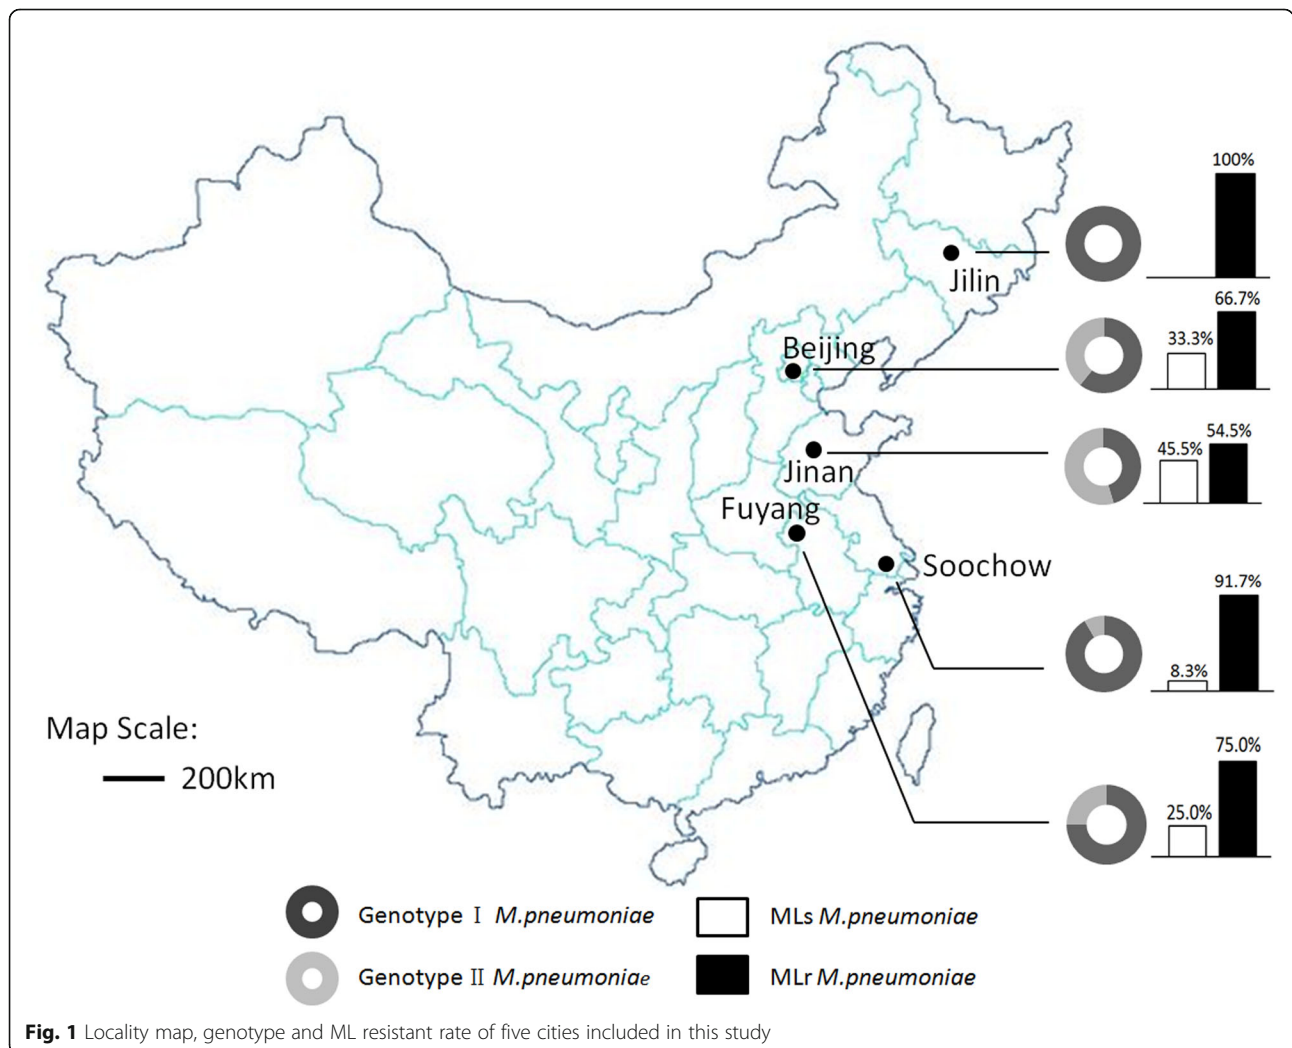 100%
Jilin
66.7%
33.3%
Beijing
54.5%
45.5%
Jinan
Fuyang
Soochow
91.7%
8.3%
Map Scale:
200km
75.0%
25.0%
Genotype Ⅰ M.pneumoniae
MLs M.pneumoniae
Genotype Ⅱ M.pneumoniae
MLr M.pneumoniae
Fig. 1 Locality map, genotype and ML resistant rate of five cities included in this study